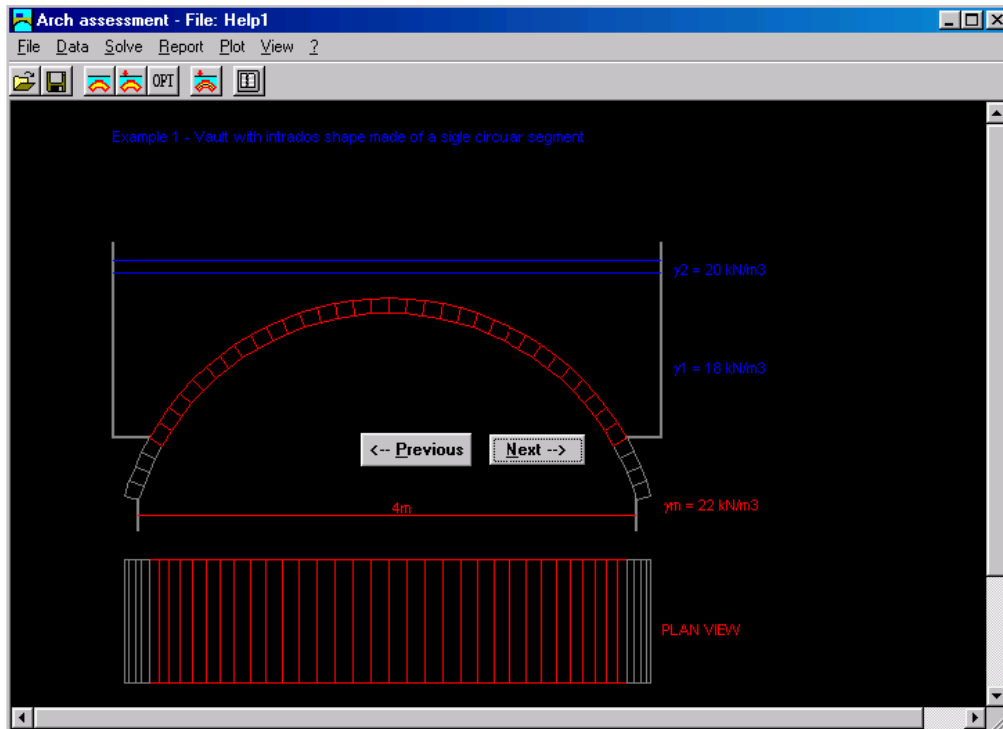 Arch assessment - File: Help1
File Data Solve Report Plot View ?
OPT
Example 1 - Vault with intrados shape made of a sigle circuar segment
γ2 = 20 kN/m3
γ1 = 18 kN/m3
<-- Previous Next -->
4m
γm = 22 kN/m3
PLAN VIEW